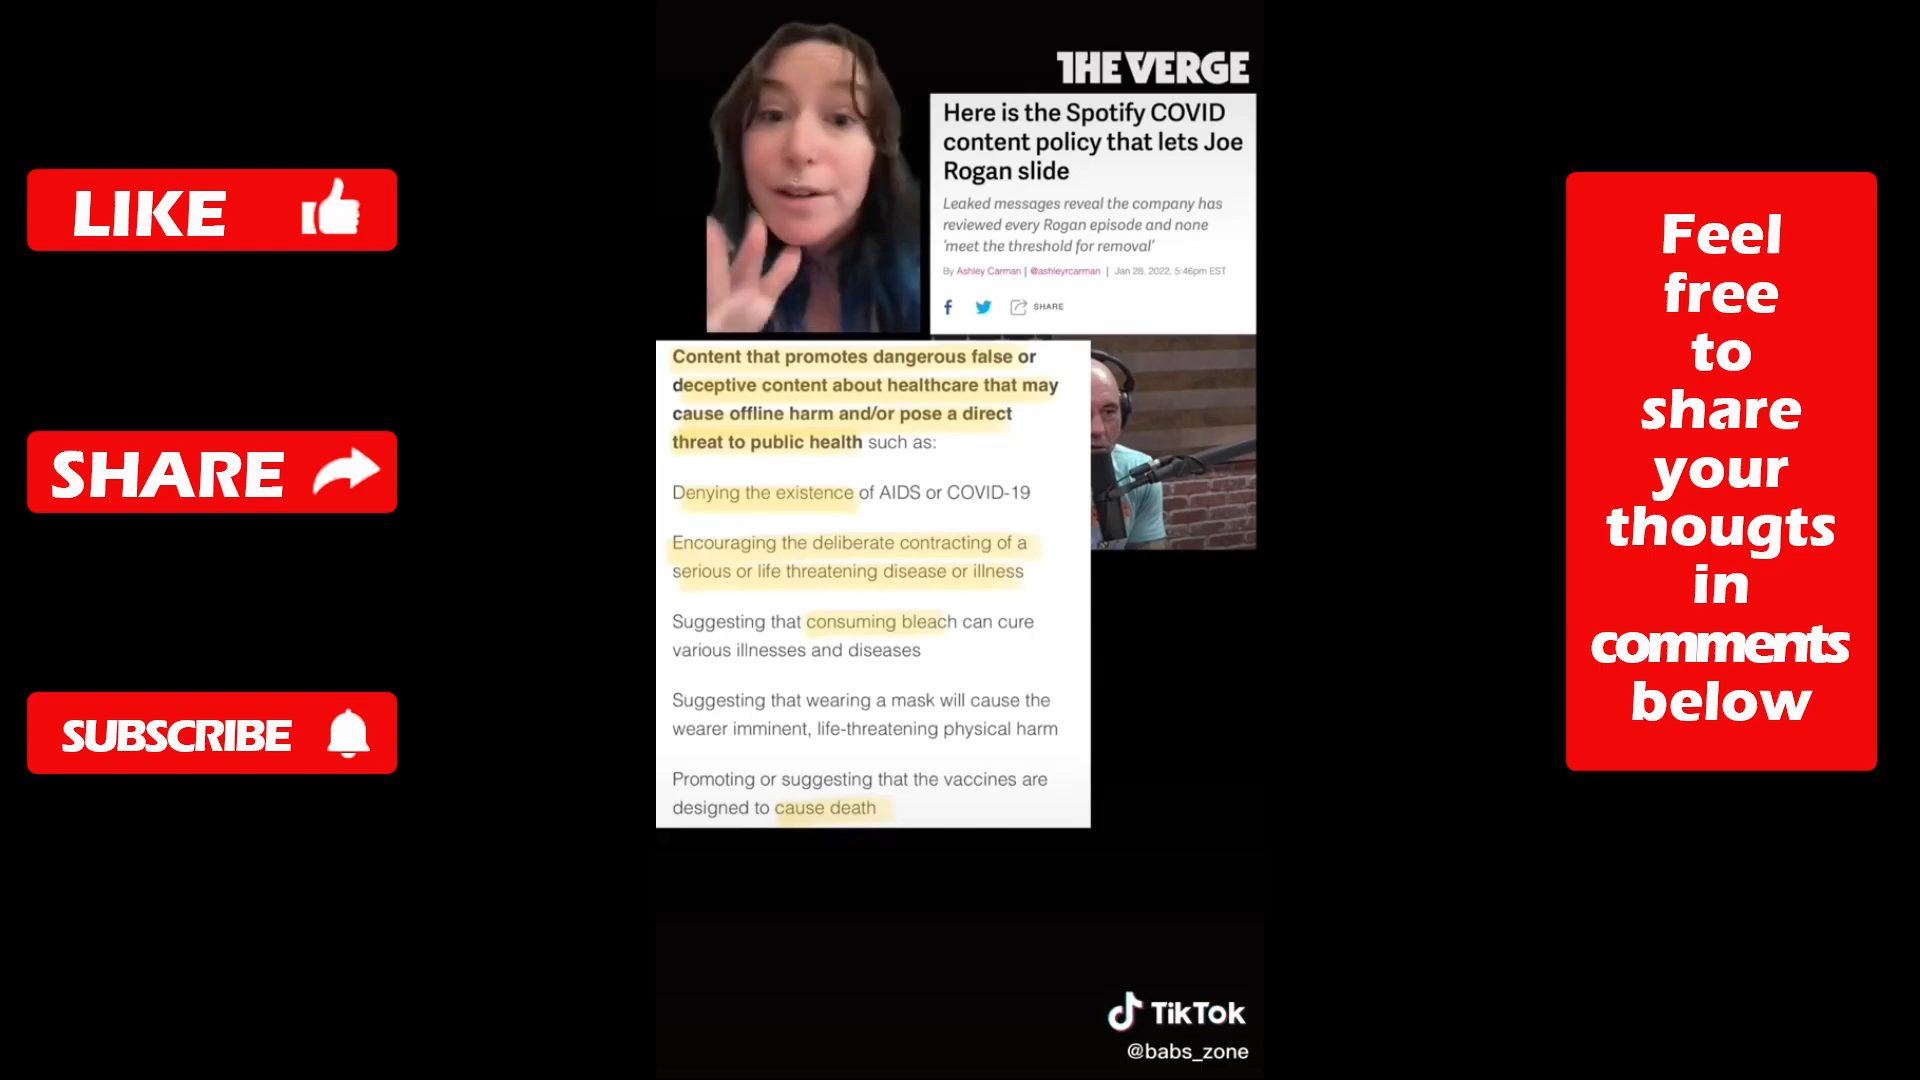 LIKE
SHARE
SUBSCRIBE
THE VERGE
Here is the Spotify COVID
content policy that lets Joe
Rogan slide
Leaked messages reveal the company has
reviewed every Rogan episode and none
'meet the threshold for removal'
By Ashley Carman | @ashleyrcarman | Jan 28, 2022, 5:46pm EST
SHARE
Content that promotes dangerous false or
deceptive content about healthcare that may
cause offline harm and/or pose a direct
threat to public health such as:
Denying the existence of AIDS or COVID-19
Encouraging the deliberate contracting of a
serious or life threatening disease or illness
Suggesting that consuming bleach can cure
various illnesses and diseases
Suggesting that wearing a mask will cause the
wearer imminent, life-threatening physical harm
Promoting or suggesting that the vaccines are
designed to cause death
TikTok
@babs_zone
Feel
free
to
share
your
thougts
in
comments
below